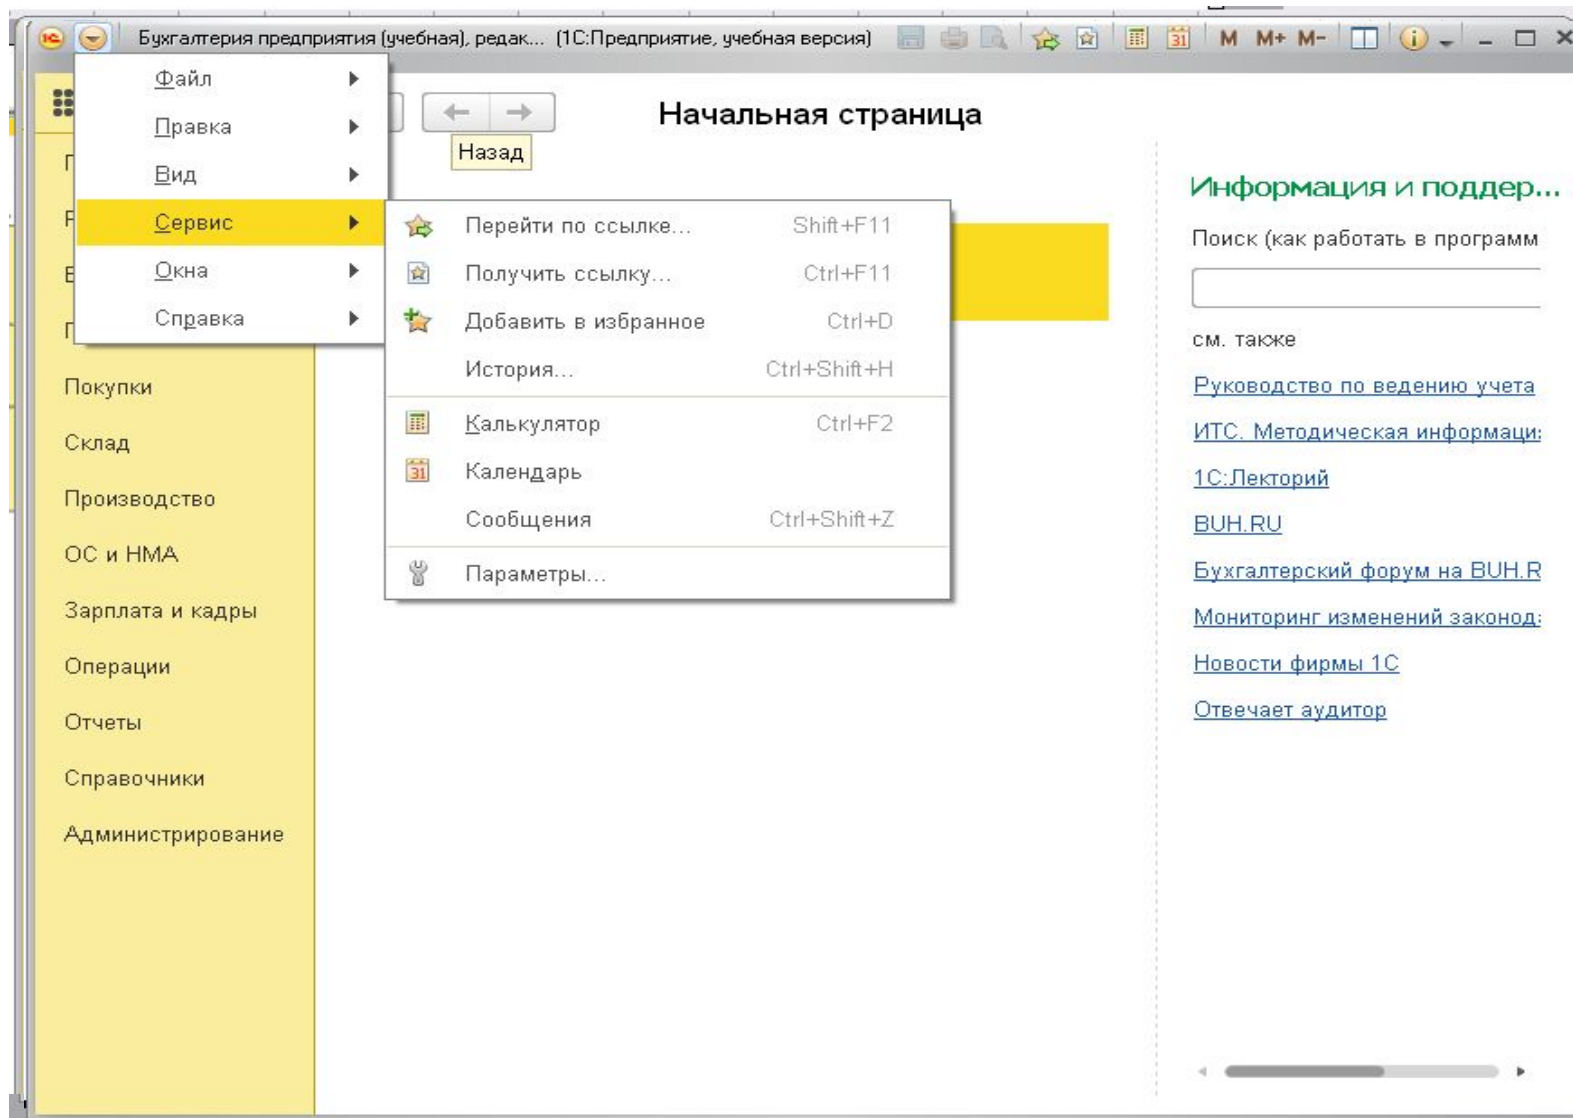 1С Бухгалтерия предприятия (учебная), редак... (1С:Предприятие, учебная версия) 31 M M+ M-
Файл
Правка
Вид
Сервис
Окна
Справка
Начальная страница
Назад
Перейти по ссылке... Shift+F11
Получить ссылку... Ctrl+F11
Добавить в избранное Ctrl+D
История... Ctrl+Shift+H
Калькулятор Ctrl+F2
31 Календарь
Сообщения Ctrl+Shift+Z
Параметры...
Покупки
Склад
Производство
ОС и НМА
Зарплата и кадры
Операции
Отчеты
Справочники
Администрирование
Информация и поддер...
Поиск (как работать в программ
см. также
Руководство по ведению учета
ИТС. Методическая информаци
1С:Лекторий
BUH.RU
Бухгалтерский форум на BUH.R
Мониторинг изменений законод
Новости фирмы 1С
Отвечает аудитор